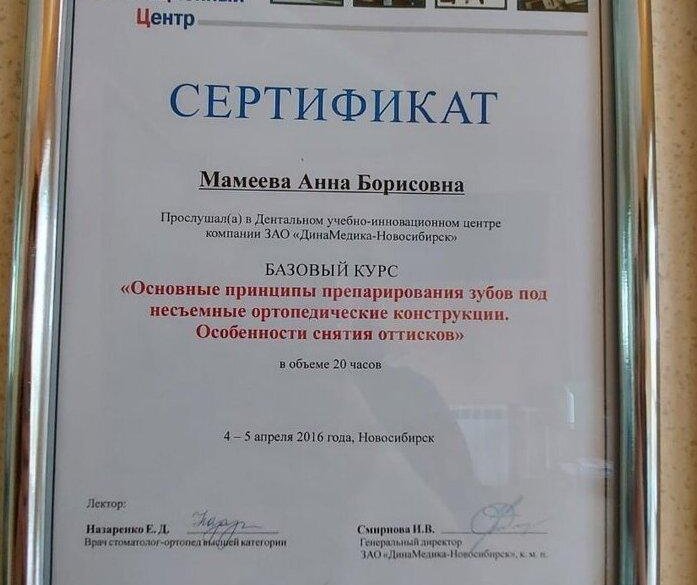 Центр
СЕРТИФИКАТ
Мамеева Анна Борисовна
Прослушал(а) в Дентальном учебно-инновационном центре
компании ЗАО «ДинаМедика-Новосибирск»
БАЗОВЫЙ КУРС
«Основные принципы препарирования зубов под
несъемные ортопедические конструкции.
Особенности снятия оттисков»
в объеме 20 часов
4 – 5 апреля 2016 года, Новосибирск
Лектор:
Назаренко Е. Д.
Врач стоматолог-ортопед высшей категории
Смирнова И.В.
Генеральный директор
ЗАО «ДинаМедика-Новосибирск», к. м. н.